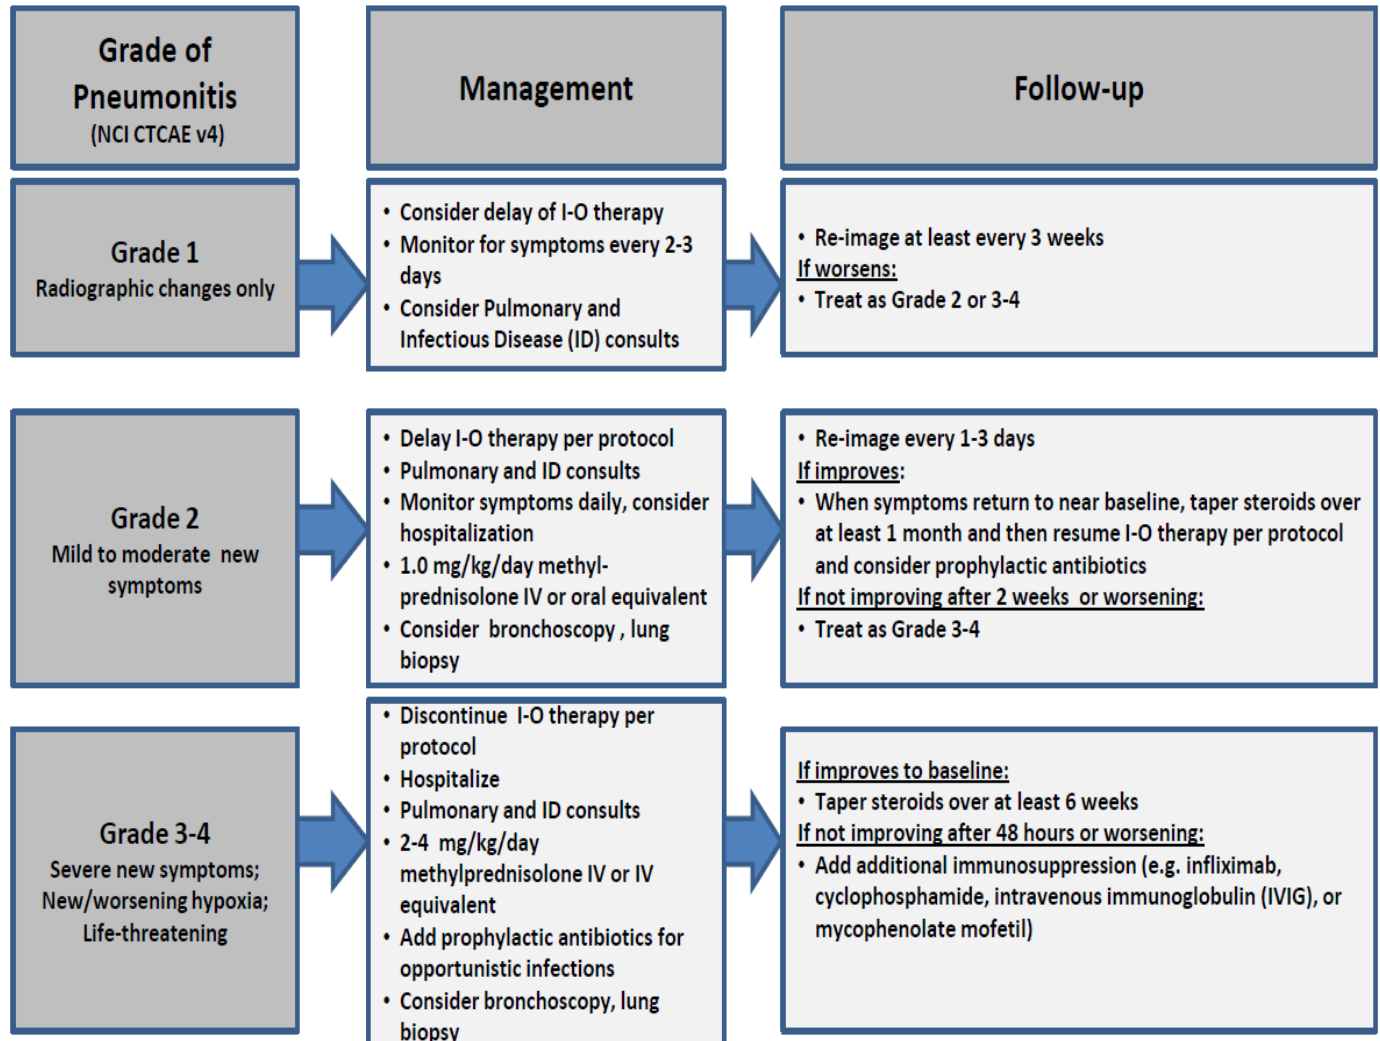 Grade of
Pneumonitis
(NCI CTCAE v4)
Management
Follow-up
Grade 1
Radiographic changes only
• Consider delay of I-O therapy
• Monitor for symptoms every 2-3
days
• Consider Pulmonary and
Infectious Disease (ID) consults
• Re-image at least every 3 weeks
If worsens:
• Treat as Grade 2 or 3-4
Grade 2
Mild to moderate new
symptoms
• Delay I-O therapy per protocol
• Pulmonary and ID consults
• Monitor symptoms daily, consider
hospitalization
• 1.0 mg/kg/day methyl-
prednisolone IV or oral equivalent
• Consider bronchoscopy , lung
biopsy
• Re-image every 1-3 days
If improves:
• When symptoms return to near baseline, taper steroids over
at least 1 month and then resume I-O therapy per protocol
and consider prophylactic antibiotics
If not improving after 2 weeks or worsening:
• Treat as Grade 3-4
Grade 3-4
Severe new symptoms;
New/worsening hypoxia;
Life-threatening
• Discontinue I-O therapy per
protocol
• Hospitalize
• Pulmonary and ID consults
• 2-4 mg/kg/day
methylprednisolone IV or IV
equivalent
• Add prophylactic antibiotics for
opportunistic infections
• Consider bronchoscopy, lung
biopsy
If improves to baseline:
• Taper steroids over at least 6 weeks
If not improving after 48 hours or worsening:
• Add additional immunosuppression (e.g. infliximab,
cyclophosphamide, intravenous immunoglobulin (IVIG), or
mycophenolate mofetil)